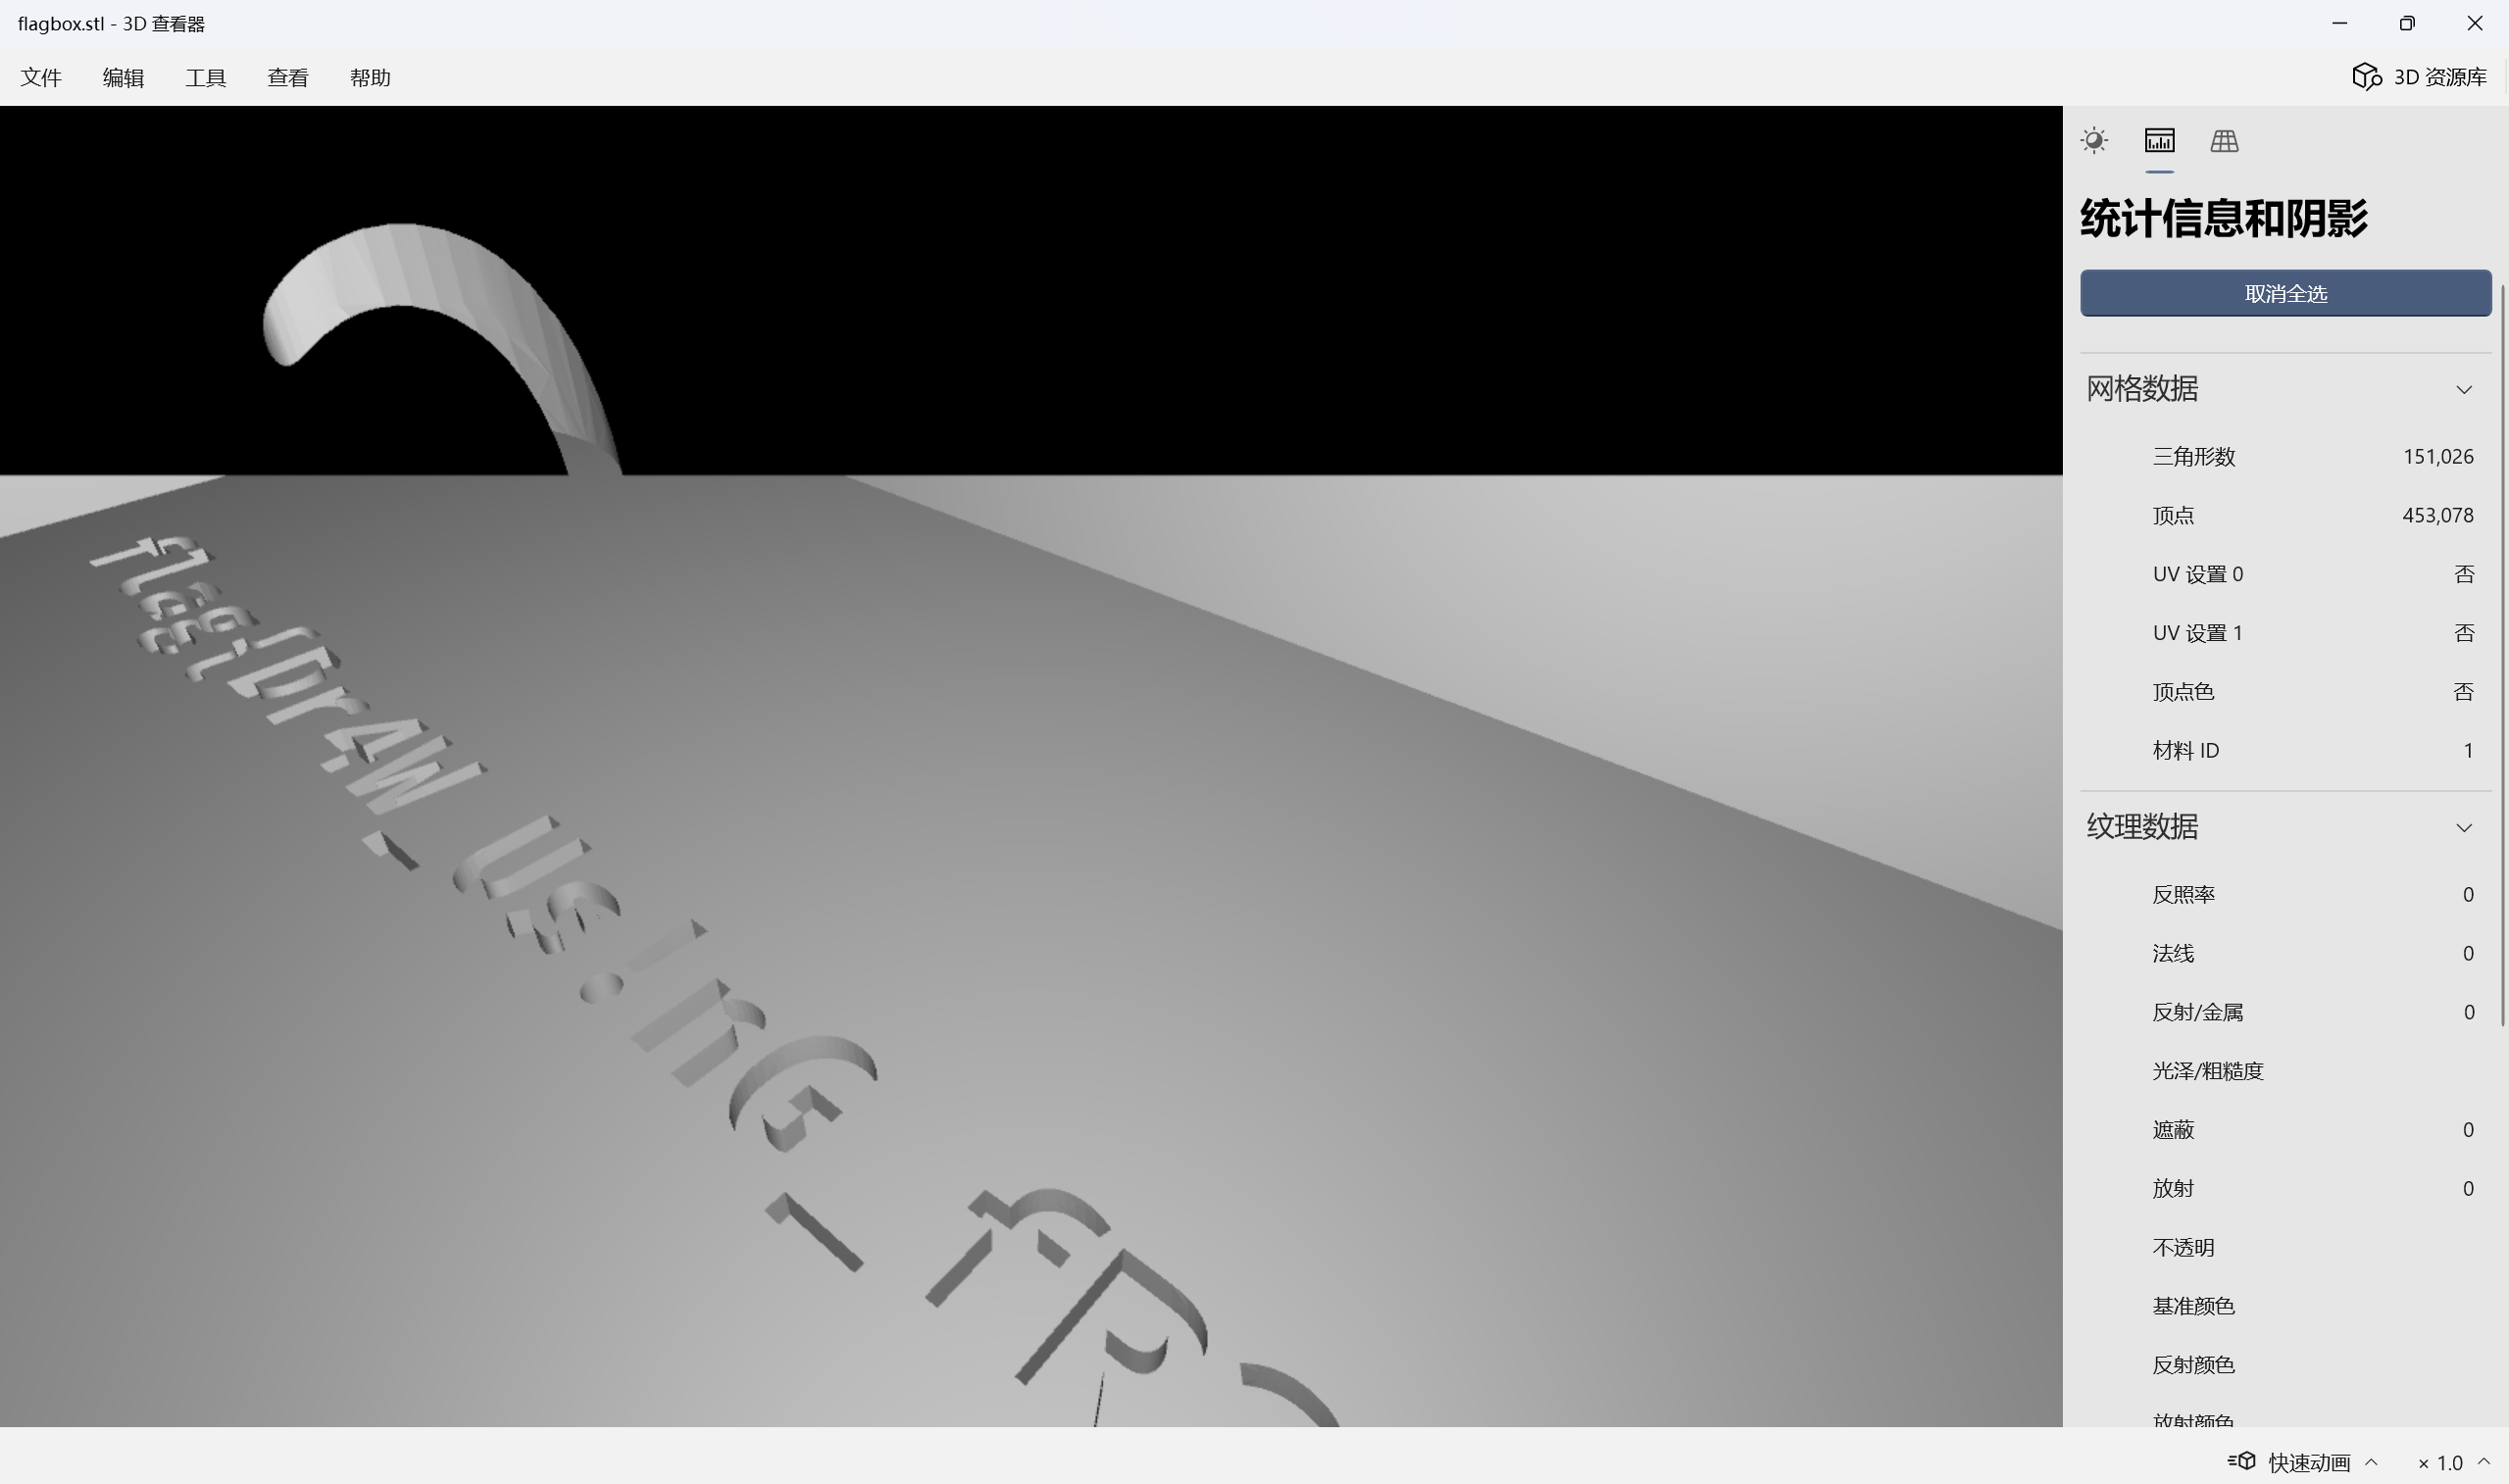 flagbox.stl - 3D 查看器
文件 编辑 工具 查看 帮助
3D 资源库
统计信息和阴影
取消全选
网格数据
三角形数 151,026
顶点 453,078
UV 设置 0 否
UV 设置 1 否
顶点色 否
材料 ID 1
纹理数据
反照率 0
法线 0
反射/金属 0
光泽/粗糙度
遮蔽 0
放射 0
不透明
基准颜色
反射颜色
放射颜色
flag{Dr4W_Us!nG_fR
快速动画 × 1.0